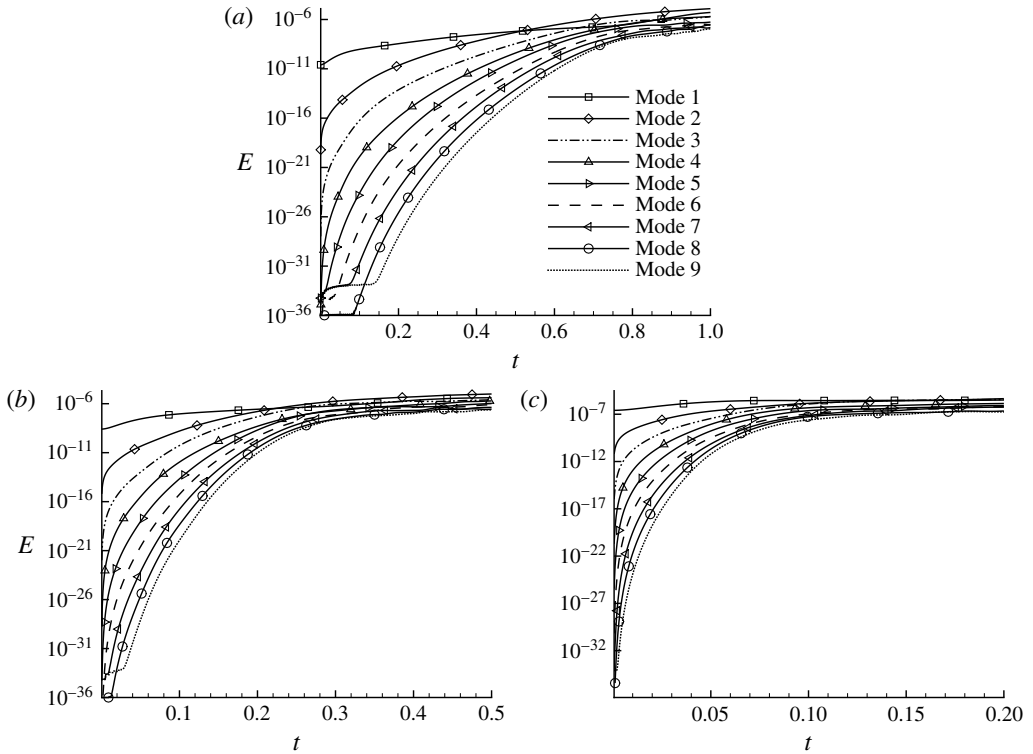 (a)
10⁻⁶
10⁻¹¹
10⁻¹⁶
10⁻²¹
10⁻²⁶
10⁻³¹
10⁻³⁶
E
Mode 1
Mode 2
Mode 3
Mode 4
Mode 5
Mode 6
Mode 7
Mode 8
Mode 9
0.2 0.4 0.6 0.8 1.0
t
(b)
10⁻⁶
10⁻¹¹
10⁻¹⁶
10⁻²¹
10⁻²⁶
10⁻³¹
10⁻³⁶
E
0.1 0.2 0.3 0.4 0.5
t
(c)
10⁻⁷
10⁻¹²
10⁻¹⁷
10⁻²²
10⁻²⁷
10⁻³²
0.05 0.10 0.15 0.20
t